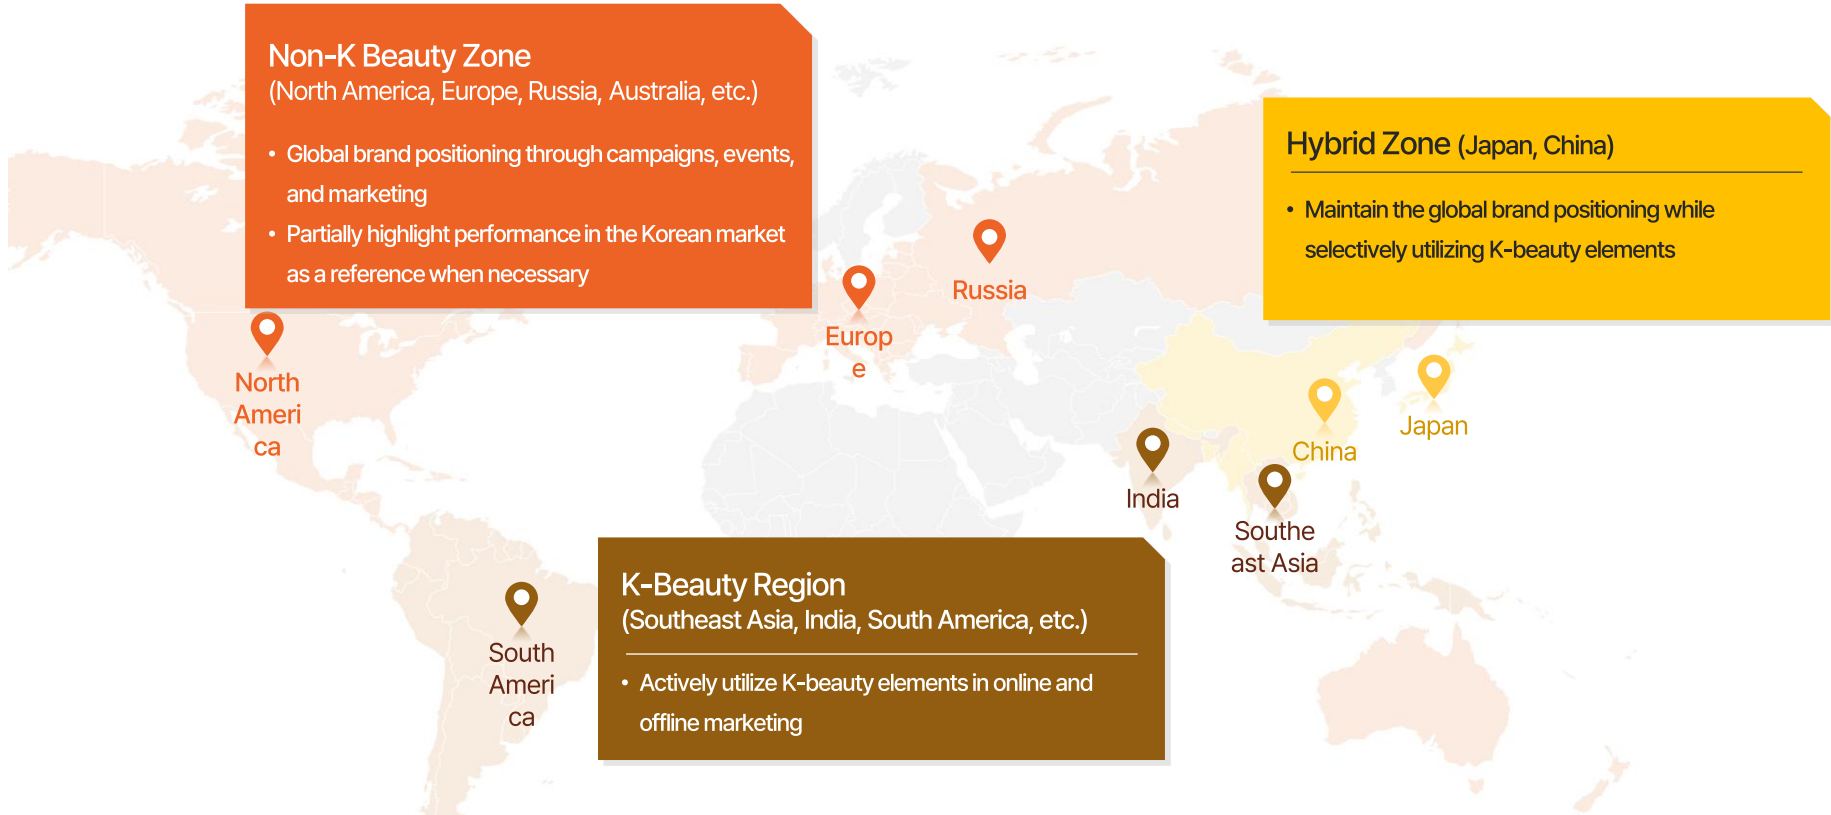 Non-K Beauty Zone
(North America, Europe, Russia, Australia, etc.)
• Global brand positioning through campaigns, events,
and marketing
• Partially highlight performance in the Korean market
as a reference when necessary
Hybrid Zone (Japan, China)
• Maintain the global brand positioning while
selectively utilizing K-beauty elements
Russia
Europ
e
North
Ameri
ca
Japan
China
India
Southe
ast Asia
K-Beauty Region
(Southeast Asia, India, South America, etc.)
• Actively utilize K-beauty elements in online and
offline marketing
South
Ameri
ca